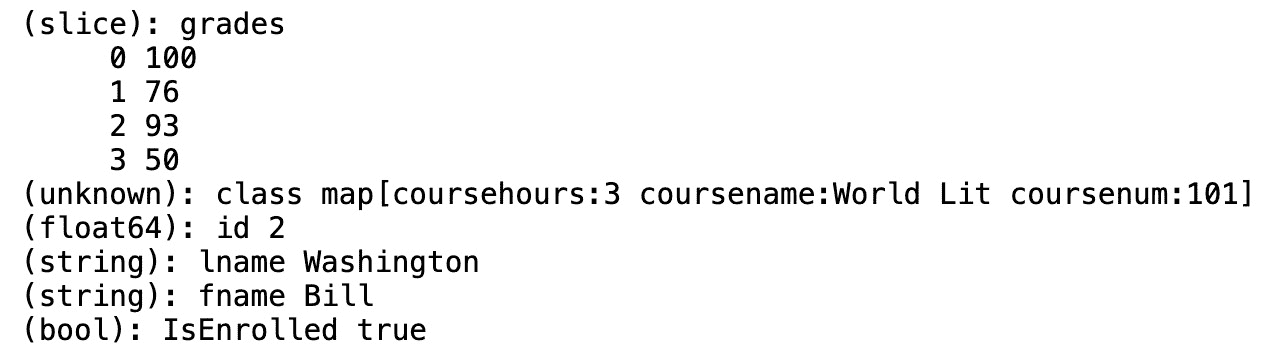 (slice): grades
     0 100
     1 76
     2 93
     3 50
(unknown): class map[coursehours:3 coursename:World Lit coursenum:101]
(float64): id 2
(string): lname Washington
(string): fname Bill
(bool): IsEnrolled true